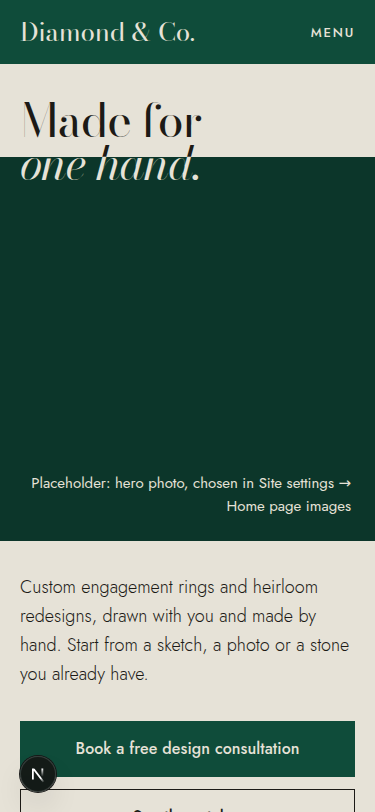 Diamond & Co.
MENU
Made for
one hand.
Placeholder: hero photo, chosen in Site settings →
Home page images
Custom engagement rings and heirloom
redesigns, drawn with you and made by
hand. Start from a sketch, a photo or a stone
you already have.
Book a free design consultation
N